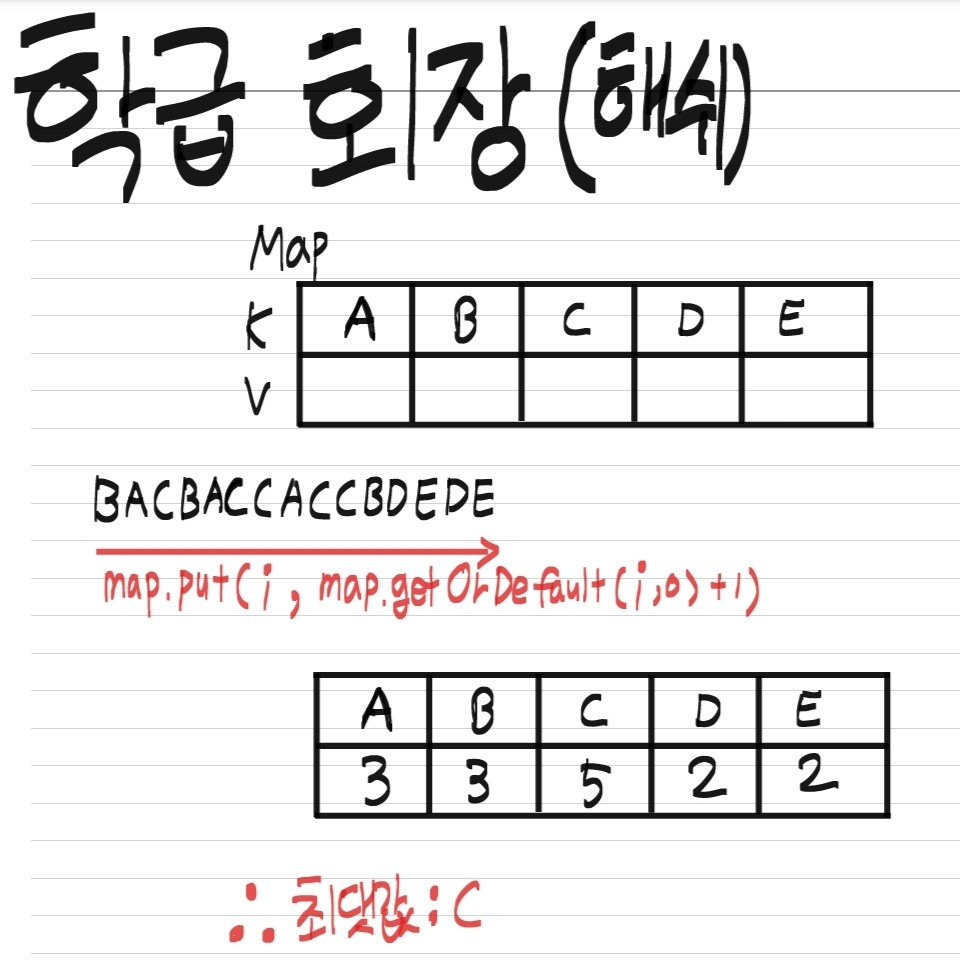 학급 회장 (해쉬)
Map
K A B C D E
V
BACBACCACCBDEDE
map.put(i, map.getOrDefault(i,0)+1)
A B C D E
3 3 5 2 2
∴ 최댓값 : C